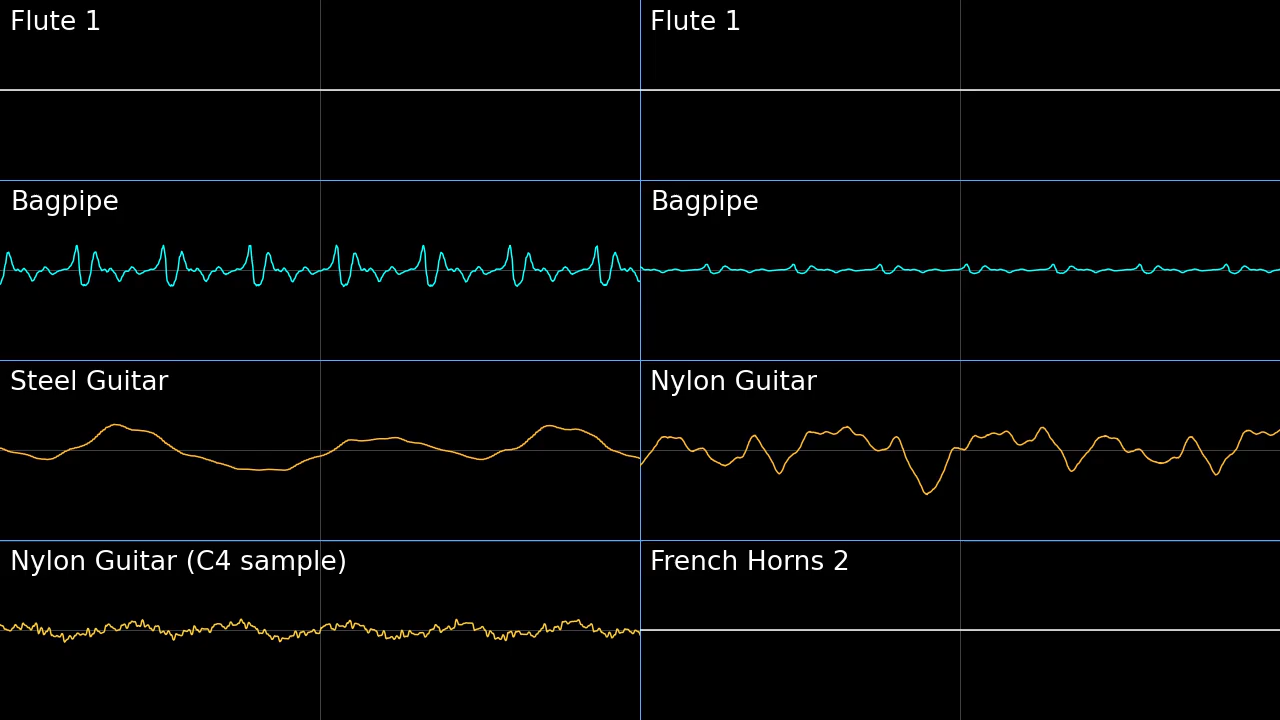 Flute 1
Flute 1
Bagpipe
Bagpipe
Steel Guitar
Nylon Guitar
Nylon Guitar (C4 sample)
French Horns 2